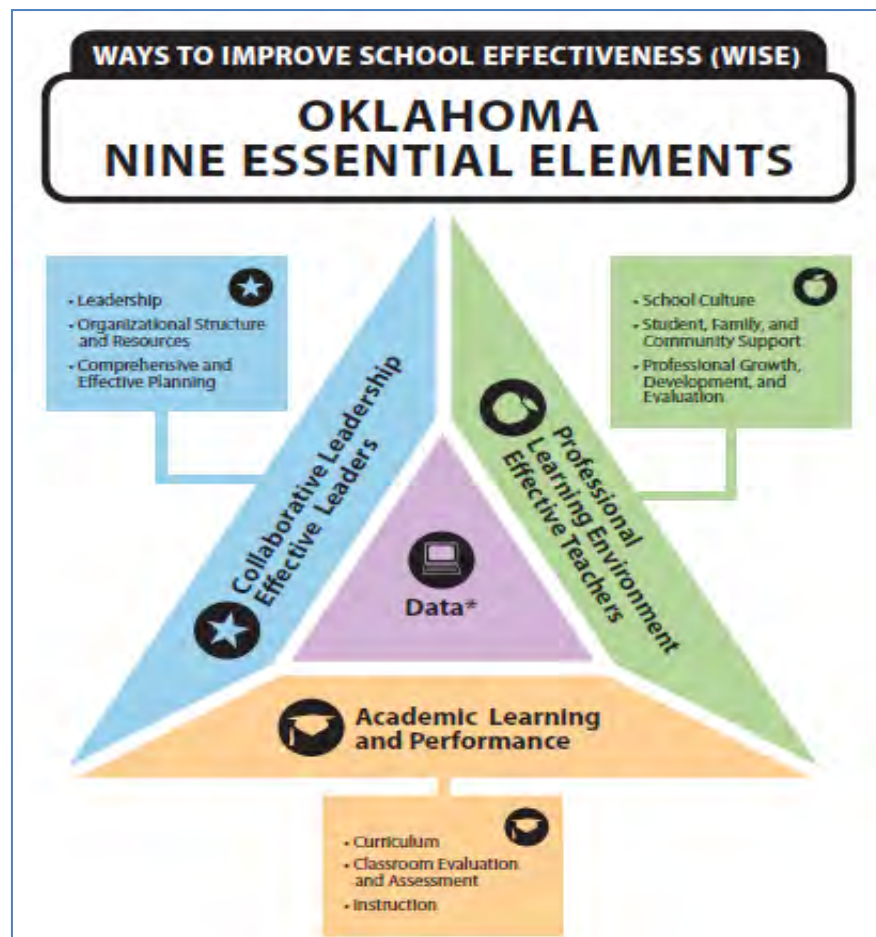 WAYS TO IMPROVE SCHOOL EFFECTIVENESS (WISE)
OKLAHOMA
NINE ESSENTIAL ELEMENTS
• Leadership
• Organizational Structure
and Resources
• Comprehensive and
Effective Planning
• School Culture
• Student, Family, and
Community Support
• Professional Growth,
Development, and
Evaluation
Collaborative Leadership
Effective Leaders
Professional
Learning Environment
Effective Teachers
Data*
Academic Learning
and Performance
• Curriculum
• Classroom Evaluation
and Assessment
• Instruction